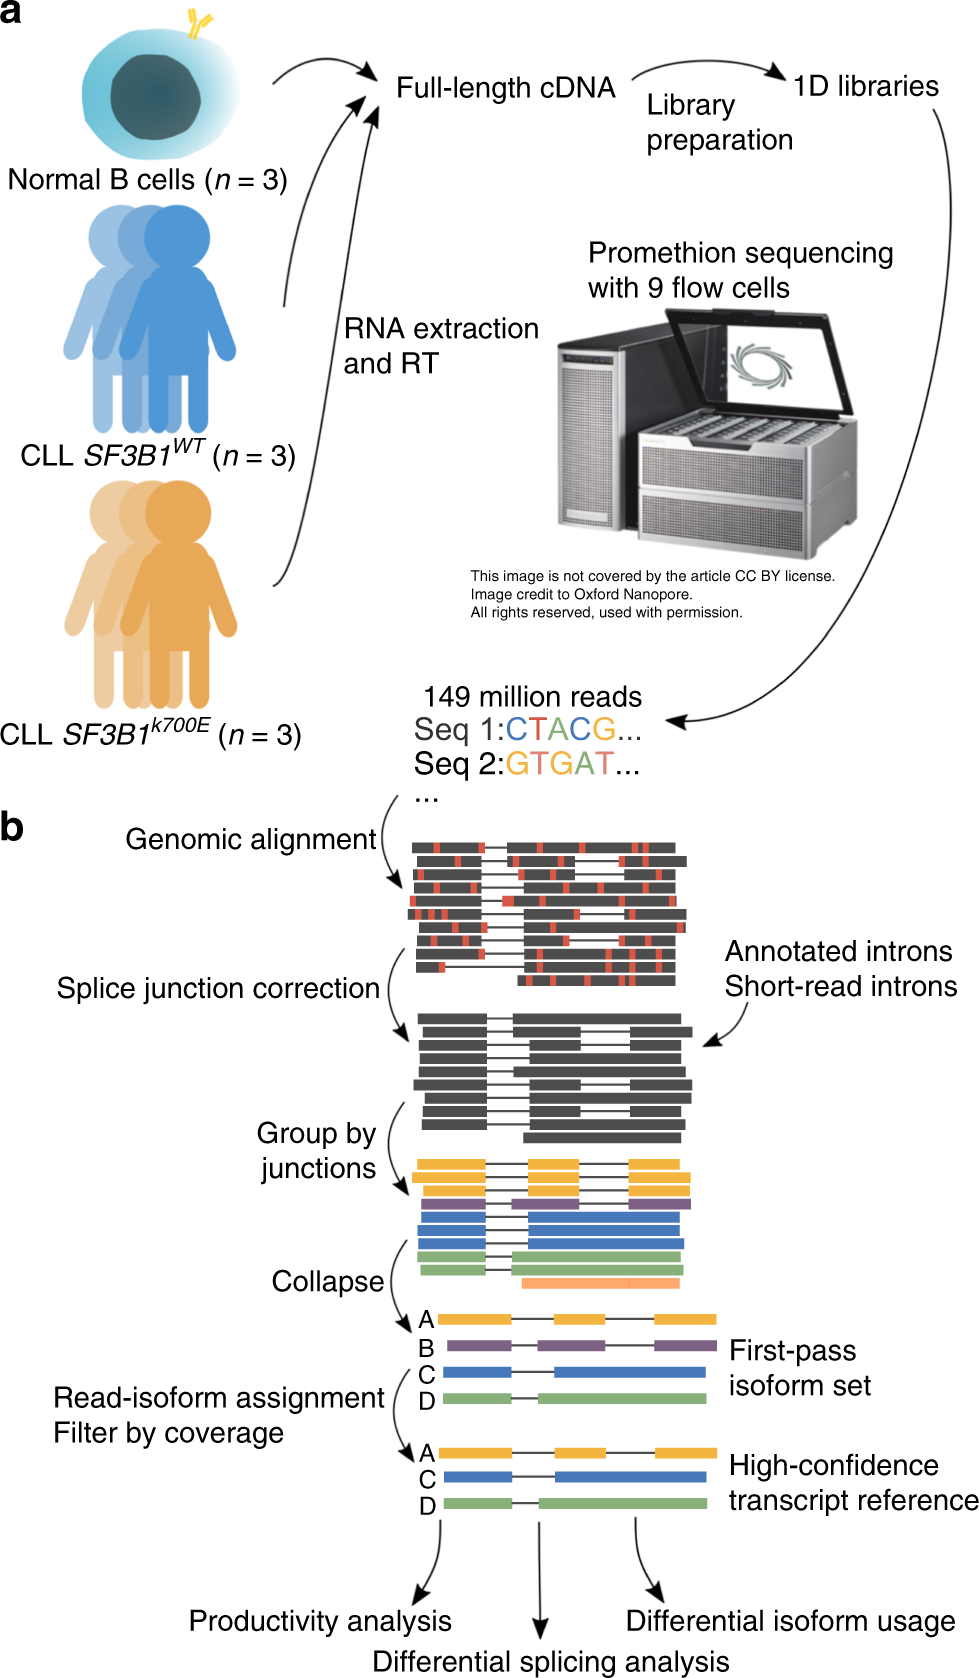 a
Normal B cells (n = 3)
Full-length cDNA
Library
preparation
1D libraries
CLL SF3B1WT (n = 3)
RNA extraction
and RT
Promethion sequencing
with 9 flow cells
This image is not covered by the article CC BY license.
Image credit to Oxford Nanopore.
All rights reserved, used with permission.
CLL SF3B1k700E (n = 3)
149 million reads
Seq 1:CTACG...
Seq 2:GTGAT...
...
b
Genomic alignment
Splice junction correction
Annotated introns
Short-read introns
Group by
junctions
Collapse
A
B
C
D
First-pass
isoform set
Read-isoform assignment
Filter by coverage
A
C
D
High-confidence
transcript reference
Productivity analysis
Differential splicing analysis
Differential isoform usage